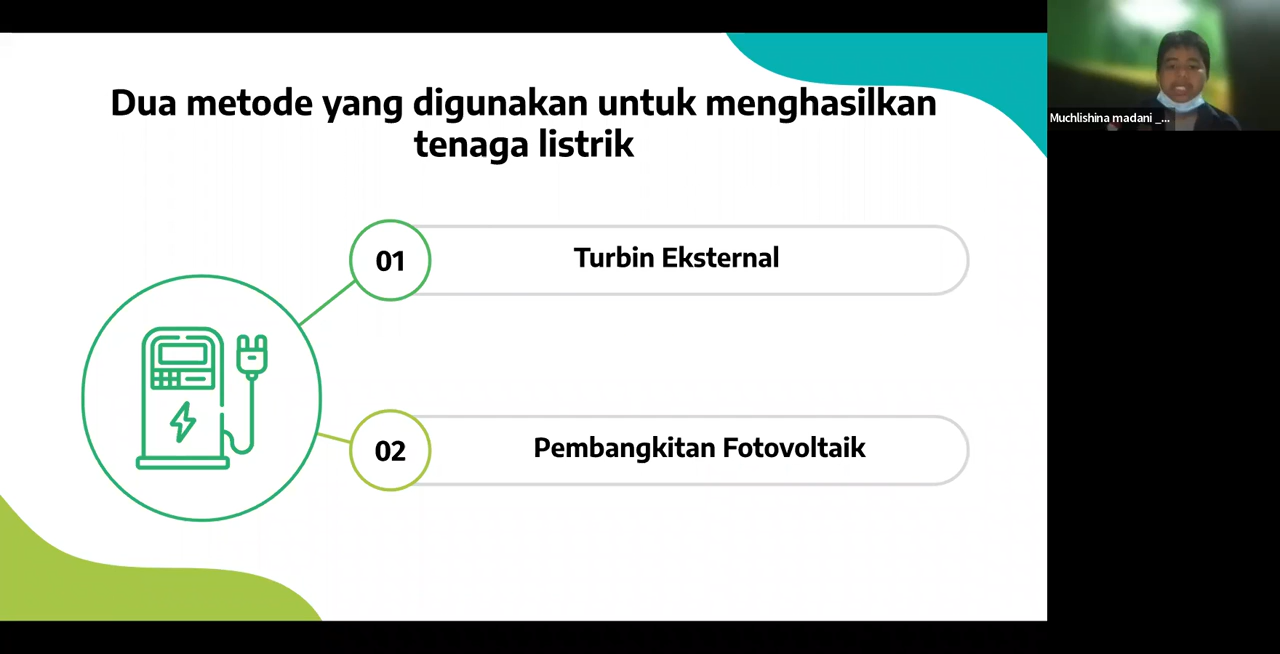 Dua metode yang digunakan untuk menghasilkan
tenaga listrik
Muchlishina madani _...
01
Turbin Eksternal
02
Pembangkitan Fotovoltaik